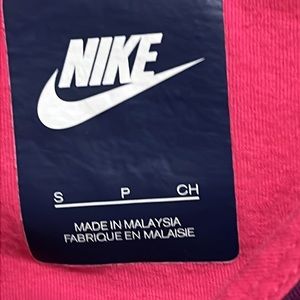 NIKE
S P CH
MADE IN MALAYSIA
FABRIQUE EN MALAISIE